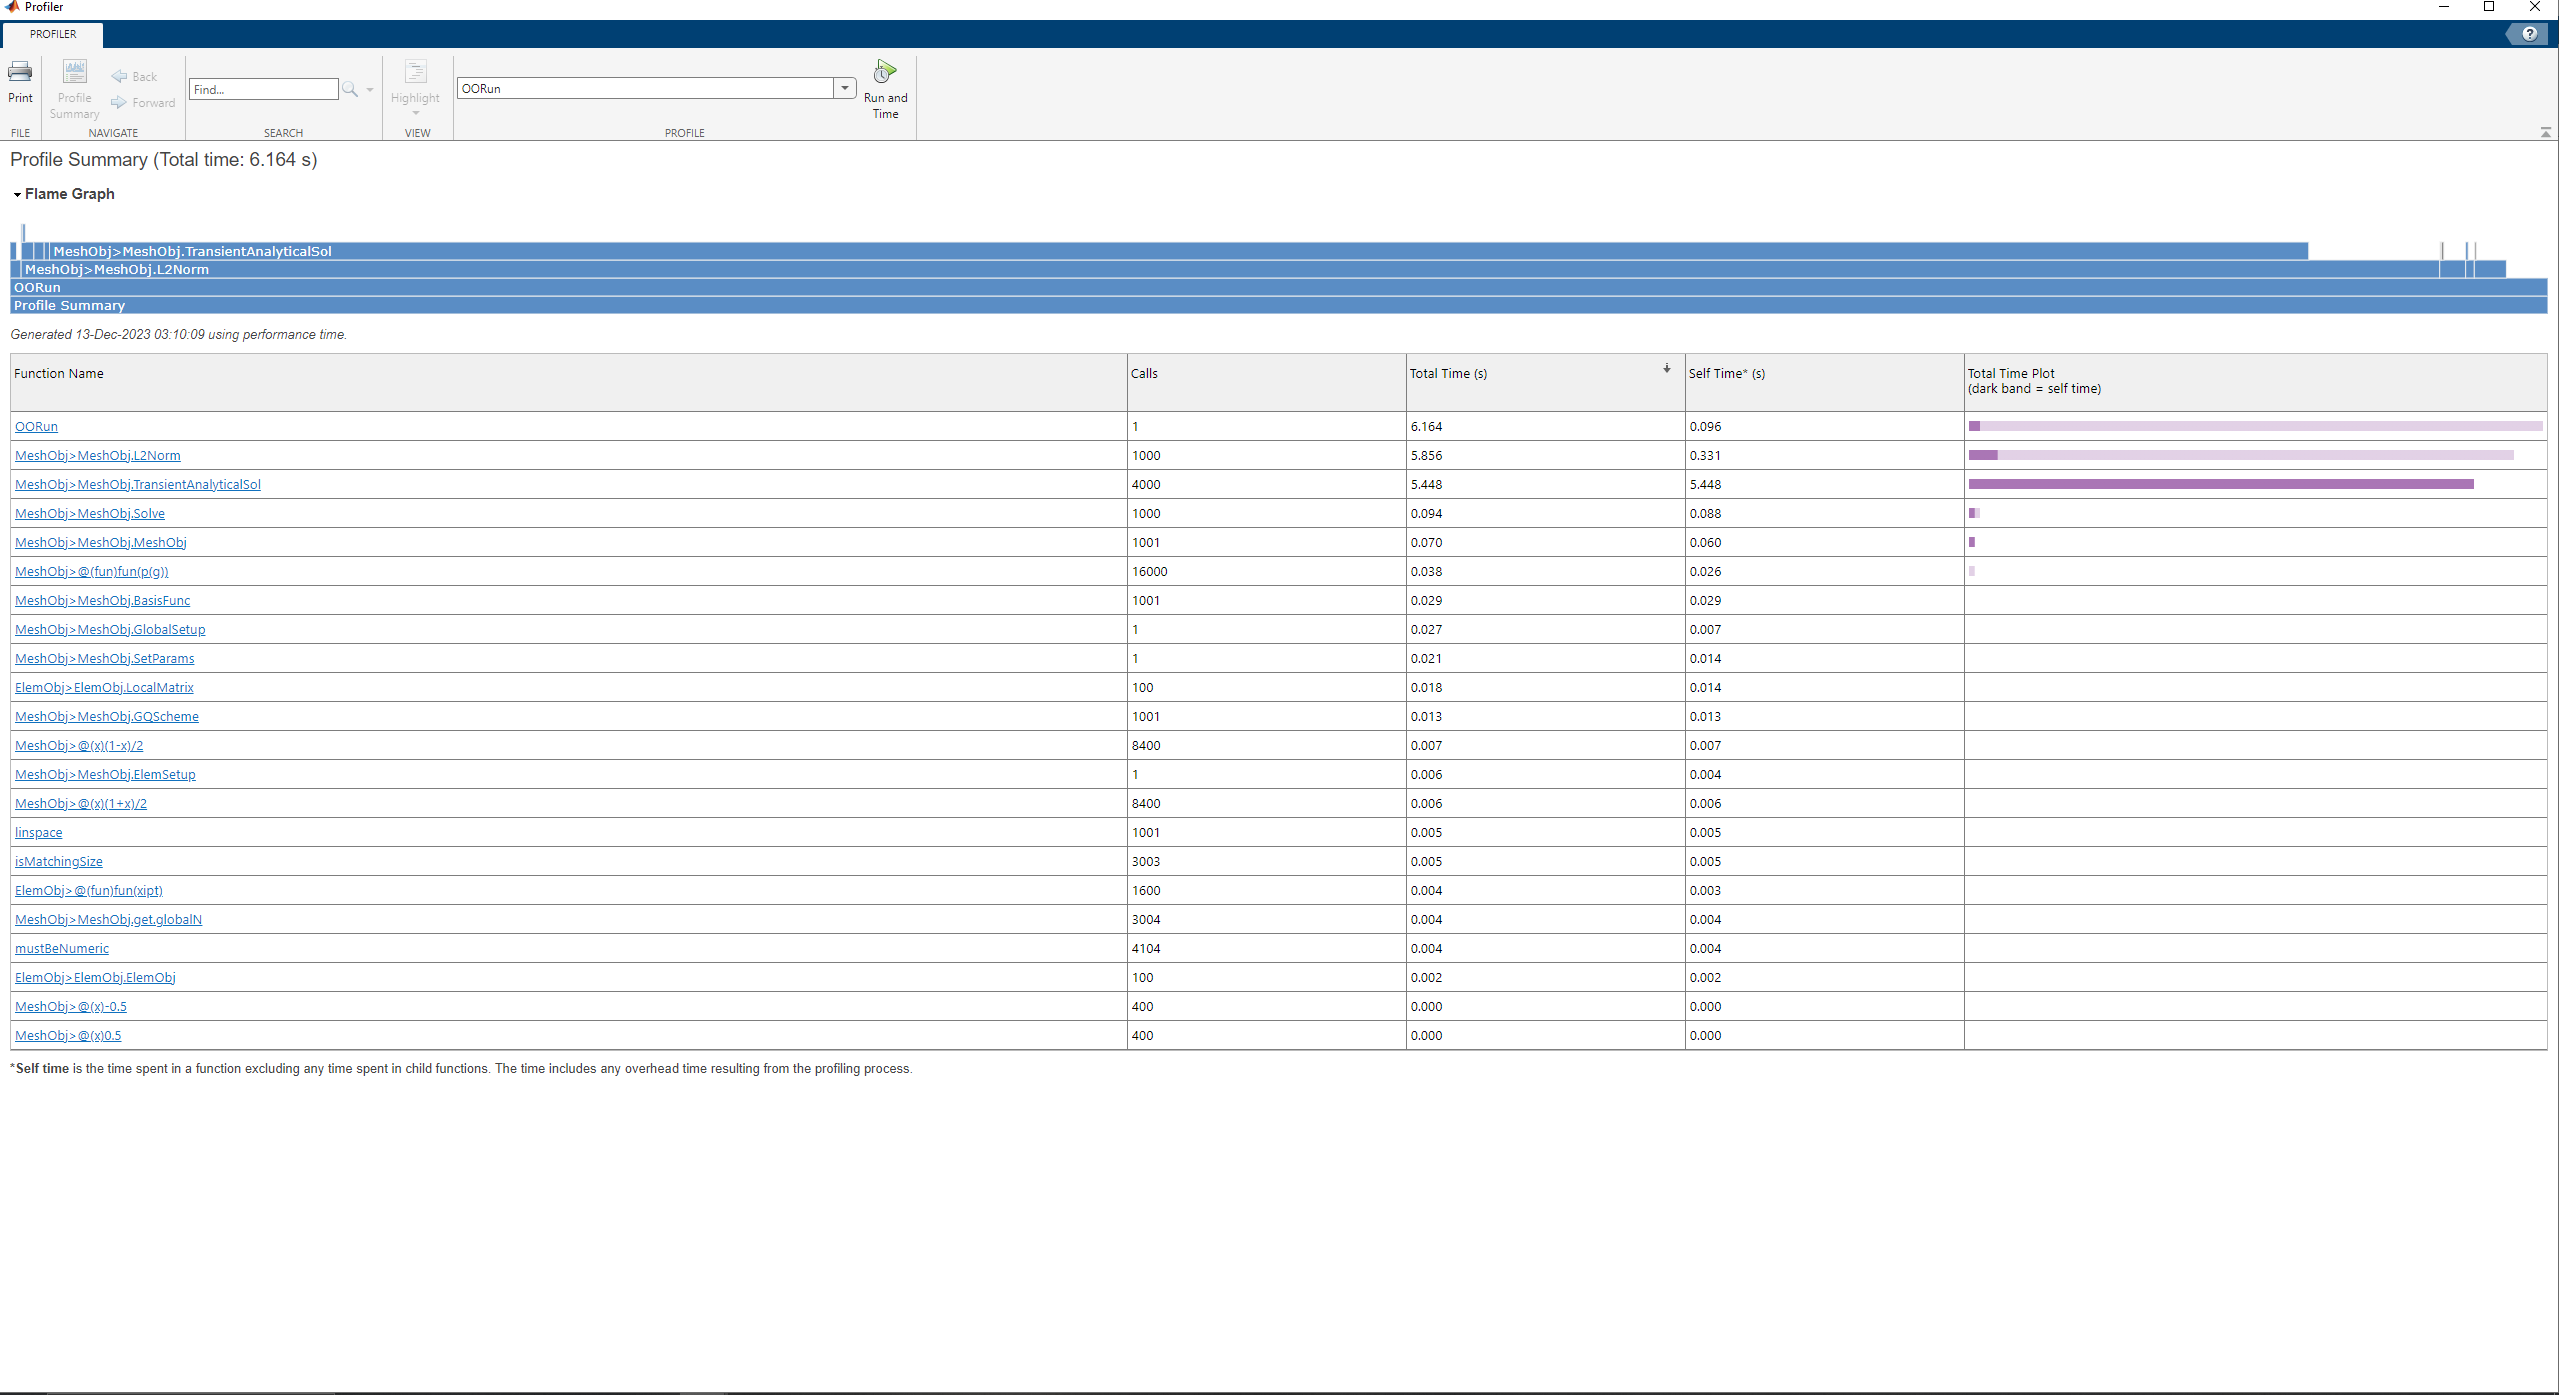 Profiler
PROFILER
Print
Profile
Summary
Back
Forward
Find...
Highlight
OORun
Run and
Time
FILE
NAVIGATE
SEARCH
VIEW
PROFILE
Profile Summary (Total time: 6.164 s)
Flame Graph
MeshObj>MeshObj.TransientAnalyticalSol
MeshObj>MeshObj.L2Norm
OORun
Profile Summary
Generated 13-Dec-2023 03:10:09 using performance time.
Function Name Calls Total Time (s) Self Time* (s) Total Time Plot
(dark band = self time)
OORun 1 6.164 0.096
MeshObj>MeshObj.L2Norm 1000 5.856 0.331
MeshObj>MeshObj.TransientAnalyticalSol 4000 5.448 5.448
MeshObj>MeshObj.Solve 1000 0.094 0.088
MeshObj>MeshObj.MeshObj 1001 0.070 0.060
MeshObj>@(fun)fun(p(g)) 16000 0.038 0.026
MeshObj>MeshObj.BasisFunc 1001 0.029 0.029
MeshObj>MeshObj.GlobalSetup 1 0.027 0.007
MeshObj>MeshObj.SetParams 1 0.021 0.014
ElemObj>ElemObj.LocalMatrix 100 0.018 0.014
MeshObj>MeshObj.GQScheme 1001 0.013 0.013
MeshObj>@(x)(1-x)/2 8400 0.007 0.007
MeshObj>MeshObj.ElemSetup 1 0.006 0.004
MeshObj>@(x)(1+x)/2 8400 0.006 0.006
linspace 1001 0.005 0.005
isMatchingSize 3003 0.005 0.005
ElemObj>@(fun)fun(xipt) 1600 0.004 0.003
MeshObj>MeshObj.get.globalN 3004 0.004 0.004
mustBeNumeric 4104 0.004 0.004
ElemObj>ElemObj.ElemObj 100 0.002 0.002
MeshObj>@(x)-0.5 400 0.000 0.000
MeshObj>@(x)0.5 400 0.000 0.000
*Self time is the time spent in a function excluding any time spent in child functions. The time includes any overhead time resulting from the profiling process.